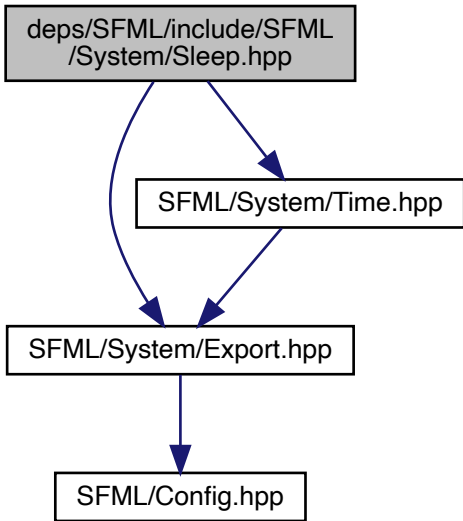 deps/SFML/include/SFML
/System/Sleep.hpp
SFML/System/Time.hpp
SFML/System/Export.hpp
SFML/Config.hpp